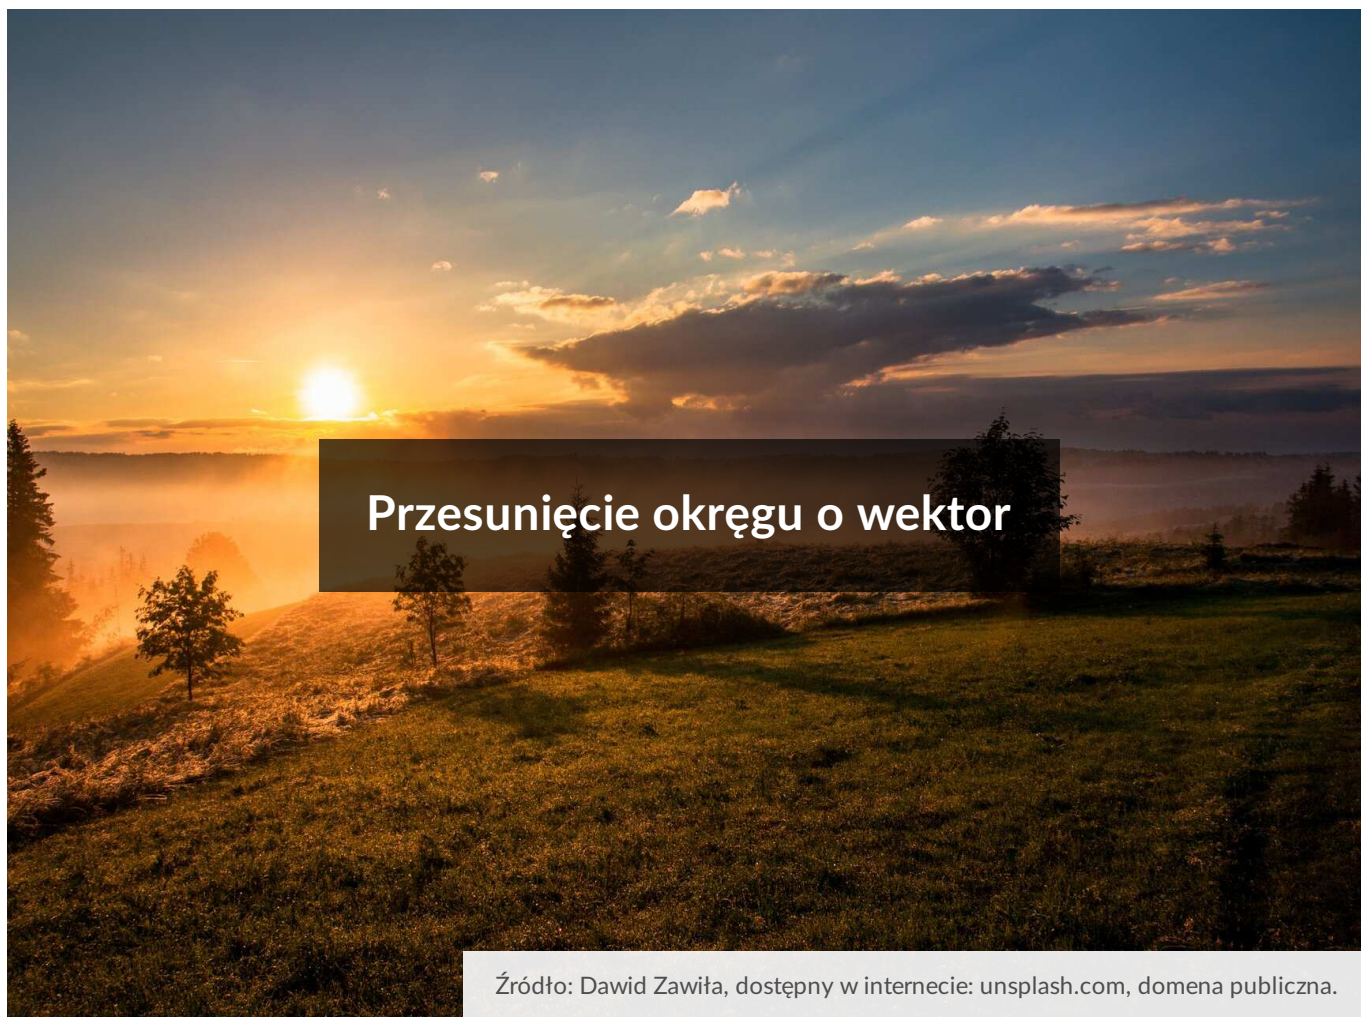 Przesunięcie okręgu o wektor
Źródło: Dawid Zawiła, dostępny w internecie: unsplash.com, domena publiczna.